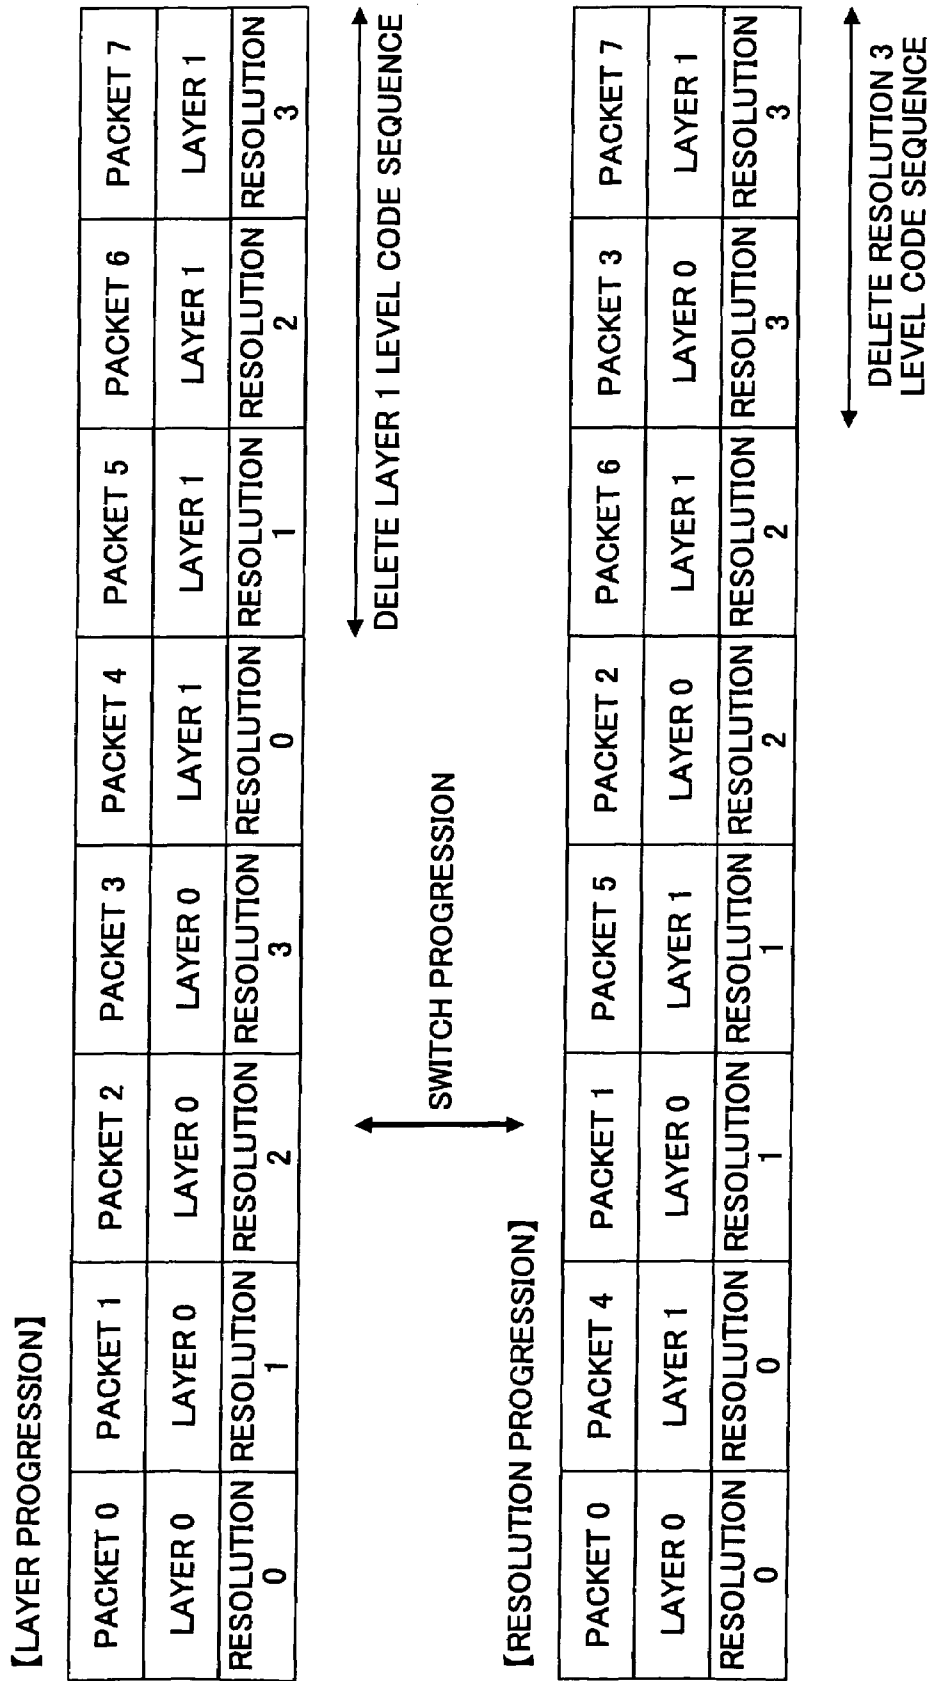 【LAYER PROGRESSION】
PACKET 0 PACKET 1 PACKET 2 PACKET 3 PACKET 4 PACKET 5 PACKET 6 PACKET 7
LAYER 0 LAYER 0 LAYER 0 LAYER 0 LAYER 1 LAYER 1 LAYER 1 LAYER 1
RESOLUTION RESOLUTION RESOLUTION RESOLUTION RESOLUTION RESOLUTION RESOLUTION RESOLUTION
0 1 2 3 0 1 2 3
DELETE LAYER 1 LEVEL CODE SEQUENCE
SWITCH PROGRESSION
【RESOLUTION PROGRESSION】
PACKET 0 PACKET 4 PACKET 1 PACKET 5 PACKET 2 PACKET 6 PACKET 3 PACKET 7
LAYER 0 LAYER 1 LAYER 0 LAYER 1 LAYER 0 LAYER 1 LAYER 0 LAYER 1
RESOLUTION RESOLUTION RESOLUTION RESOLUTION RESOLUTION RESOLUTION RESOLUTION RESOLUTION
0 0 1 1 2 2 3 3
DELETE RESOLUTION 3
LEVEL CODE SEQUENCE